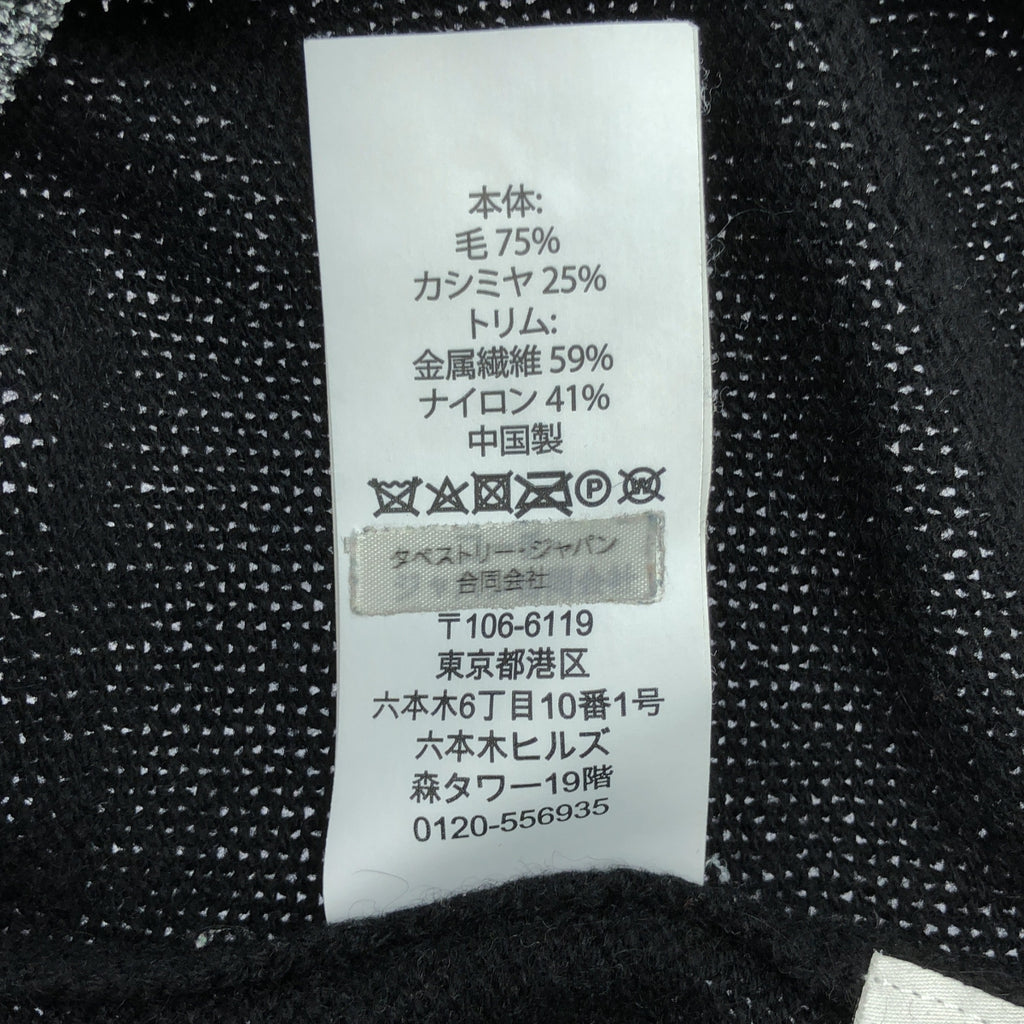 本体:
毛 75%
カシミヤ 25%
トリム:
金属繊維 59%
ナイロン 41%
中国製
P W
タペストリー・ジャパン
合同会社
〒106-6119
東京都港区
六本木6丁目10番1号
六本木ヒルズ
森タワー19階
0120-556935